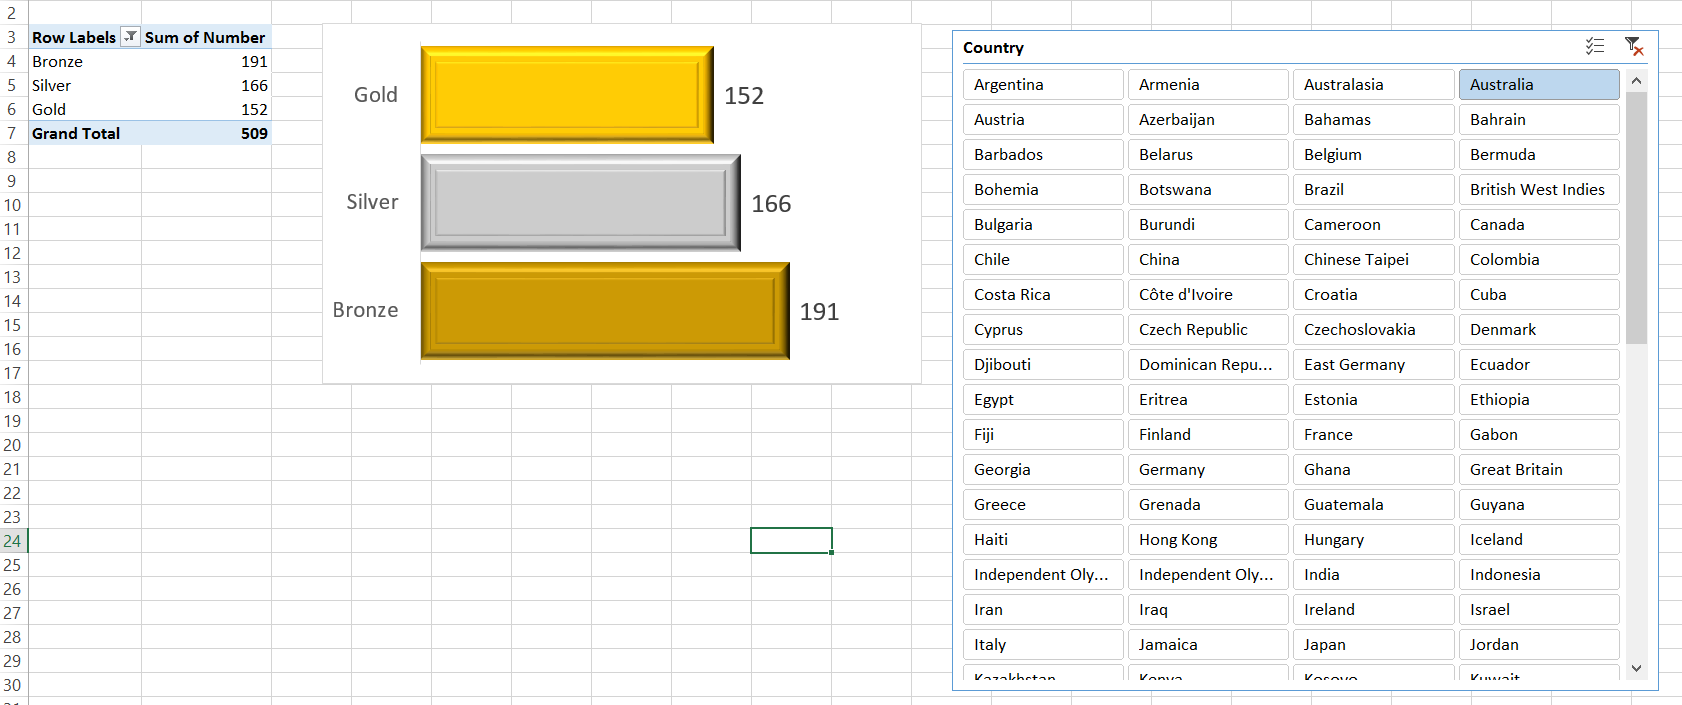 2
3 Row Labels Sum of Number
4 Bronze 191
5 Silver 166
6 Gold 152
7 Grand Total 509
8
9
10
11
12
13
14
15
16
17
18
19
20
21
22
23
24
25
26
27
28
29
30
Gold 152
Silver 166
Bronze 191
Country
Argentina Armenia Australasia Australia
Austria Azerbaijan Bahamas Bahrain
Barbados Belarus Belgium Bermuda
Bohemia Botswana Brazil British West Indies
Bulgaria Burundi Cameroon Canada
Chile China Chinese Taipei Colombia
Costa Rica Côte d'Ivoire Croatia Cuba
Cyprus Czech Republic Czechoslovakia Denmark
Djibouti Dominican Repu... East Germany Ecuador
Egypt Eritrea Estonia Ethiopia
Fiji Finland France Gabon
Georgia Germany Ghana Great Britain
Greece Grenada Guatemala Guyana
Haiti Hong Kong Hungary Iceland
Independent Oly... Independent Oly... India Indonesia
Iran Iraq Ireland Israel
Italy Jamaica Japan Jordan
Kazakhstan Kenya Kosovo Kuwait